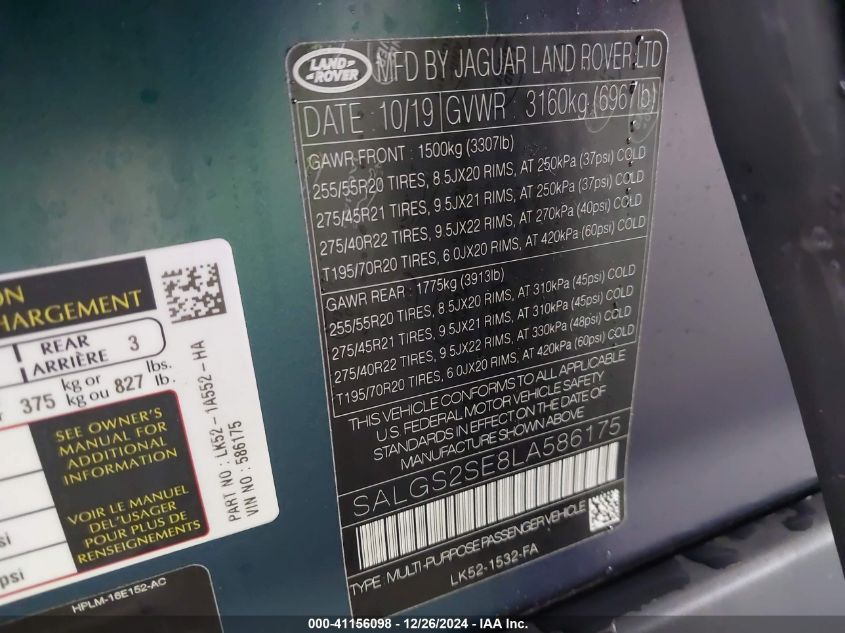 LAND
ROVER
MFD BY JAGUAR LAND ROVER LTD
DATE 10/19 GVWR 3160kg (6967lb)
GAWR FRONT : 1500kg (3307lb)
255/55R20 TIRES, 8.5JX20 RIMS, AT 250kPa (37psi) COLD
275/45R21 TIRES, 9.5JX21 RIMS, AT 250kPa (37psi) COLD
275/40R22 TIRES, 9.5JX22 RIMS, AT 270kPa (40psi) COLD
T195/70R20 TIRES, 6.0JX20 RIMS, AT 420kPa (60psi) COLD
GAWR REAR : 1775kg (3913lb)
255/55R20 TIRES, 8.5JX20 RIMS, AT 310kPa (45psi) COLD
275/45R21 TIRES, 9.5JX21 RIMS, AT 310kPa (45psi) COLD
275/40R22 TIRES, 9.5JX22 RIMS, AT 330kPa (48psi) COLD
T195/70R20 TIRES, 6.0JX20 RIMS, AT 420kPa (60psi) COLD
THIS VEHICLE CONFORMS TO ALL APPLICABLE
U.S. FEDERAL MOTOR VEHICLE SAFETY
STANDARDS IN EFFECT ON THE DATE OF
MANUFACTURE SHOWN ABOVE
SALGS2SE8LA586175
TYPE MULTI-PURPOSE PASSENGER VEHICLE
LK52-1532-FA
ON
CHARGEMENT
REAR
ARRIÈRE 3
375 kg or
kg ou 827 lbs.
lb.
SEE OWNER'S
MANUAL FOR
ADDITIONAL
INFORMATION
VOIR LE MANUEL
DEL'USAGER
POUR PLUS DE
RENSEIGNEMENTS
PART NO : LK52-1A552-HA
VIN NO : 586175
psi
psi
HPLM-16E152-AC
000-41156098 - 12/26/2024 - IAA Inc.